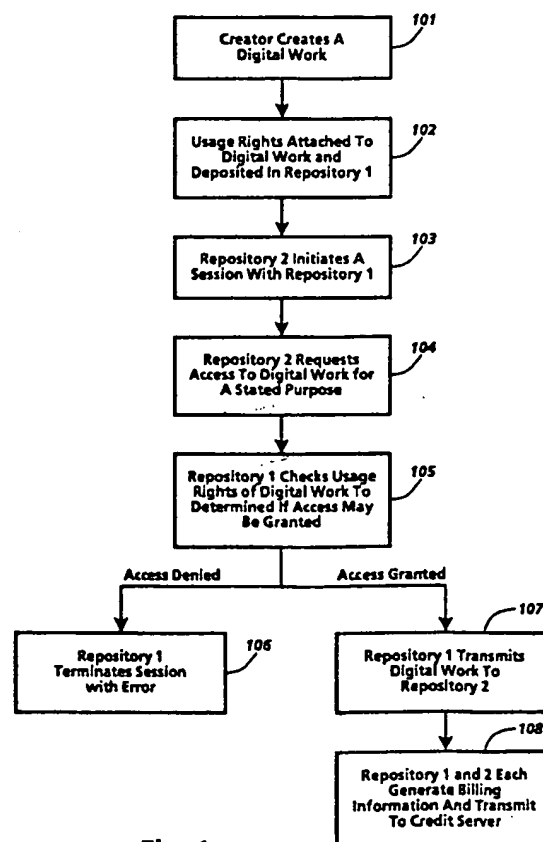 101
Creator Creates A
Digital Work
102
Usage Rights Attached To
Digital Work and
Deposited In Repository 1
103
Repository 2 Initiates A
Session With Repository 1
104
Repository 2 Requests
Access To Digital Work for
A Stated Purpose
105
Repository 1 Checks Usage
Rights of Digital Work To
Determined If Access May
Be Granted
Access Denied
Access Granted
106
Repository 1
Terminates Session
with Error
107
Repository 1 Transmits
Digital Work To
Repository 2
108
Repository 1 and 2 Each
Generate Billing
Information And Transmit
To Credit Server